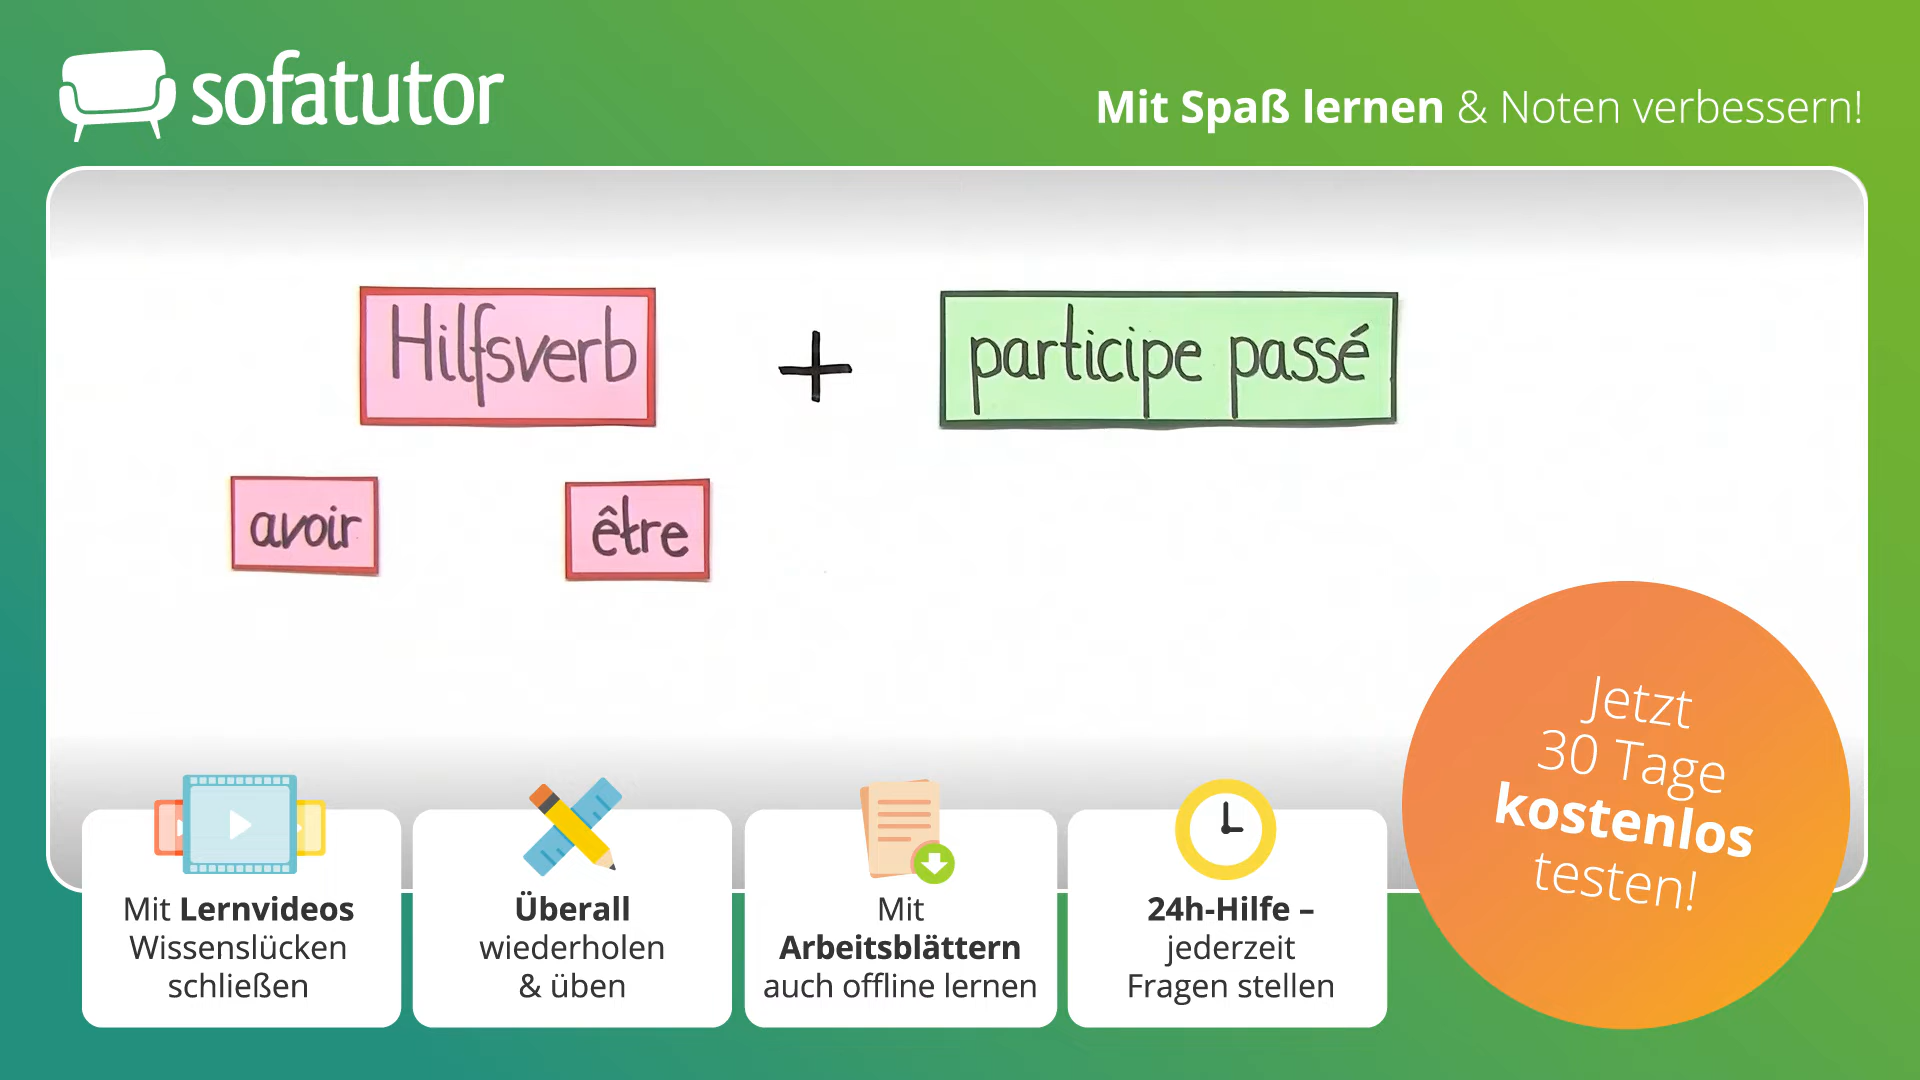 sofatutor
Mit Spaß lernen & Noten verbessern!
Hilfsverb + participe passé
avoir être
Jetzt
30 Tage
kostenlos
testen!
Mit Lernvideos
Wissenslücken
schließen
Überall
wiederholen
& üben
Mit
Arbeitsblättern
auch offline lernen
24h-Hilfe –
jederzeit
Fragen stellen